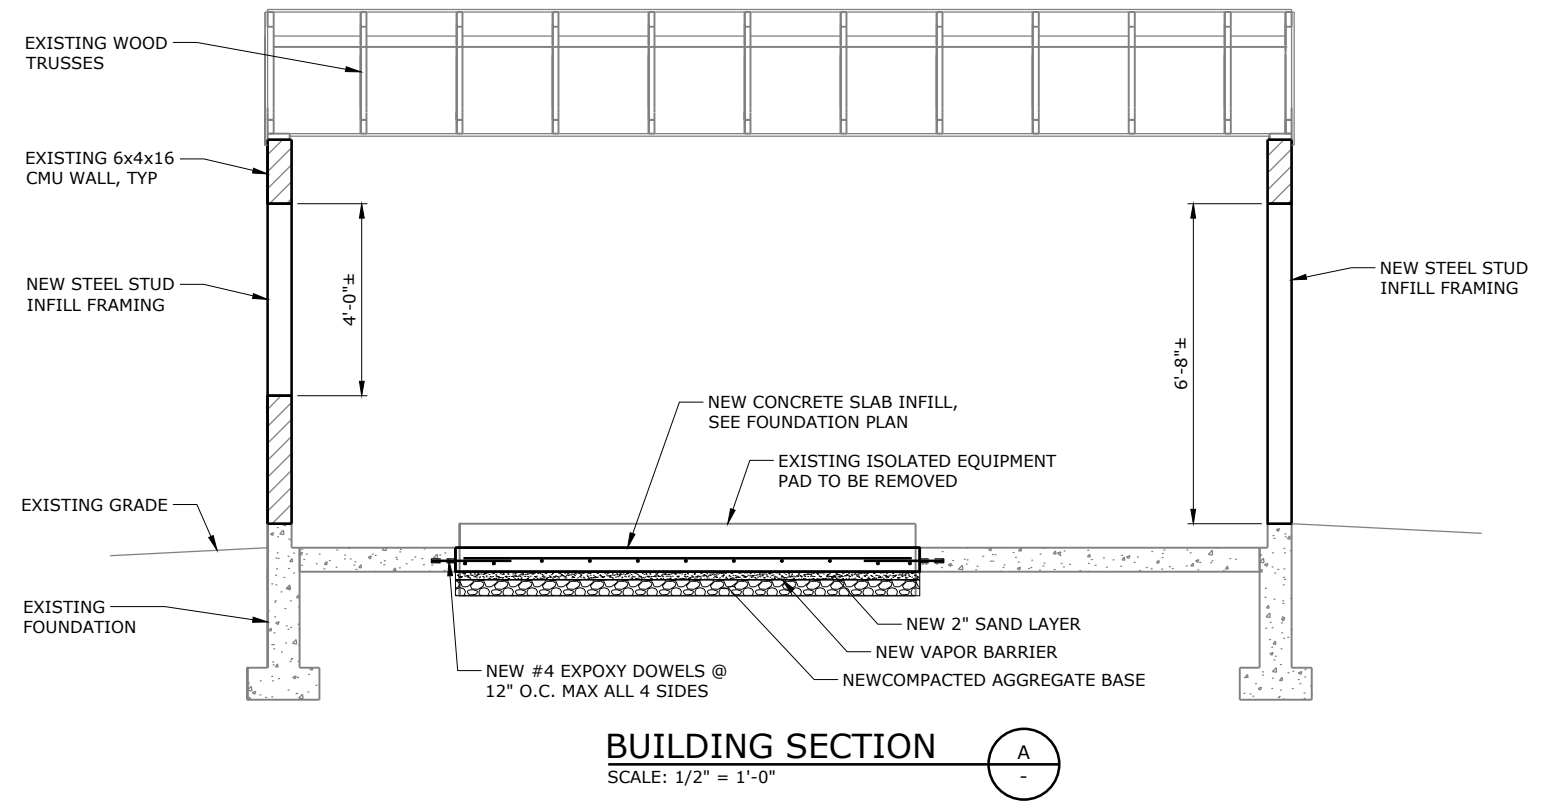 EXISTING WOOD
TRUSSES
EXISTING 6x4x16
CMU WALL, TYP
NEW STEEL STUD
INFILL FRAMING
4'-0"±
6'-8"±
NEW STEEL STUD
INFILL FRAMING
NEW CONCRETE SLAB INFILL,
SEE FOUNDATION PLAN
EXISTING ISOLATED EQUIPMENT
PAD TO BE REMOVED
EXISTING GRADE
EXISTING
FOUNDATION
NEW 2" SAND LAYER
NEW VAPOR BARRIER
NEWCOMPACTED AGGREGATE BASE
NEW #4 EXPOXY DOWELS @
12" O.C. MAX ALL 4 SIDES
BUILDING SECTION
SCALE: 1/2" = 1'-0"
A
-